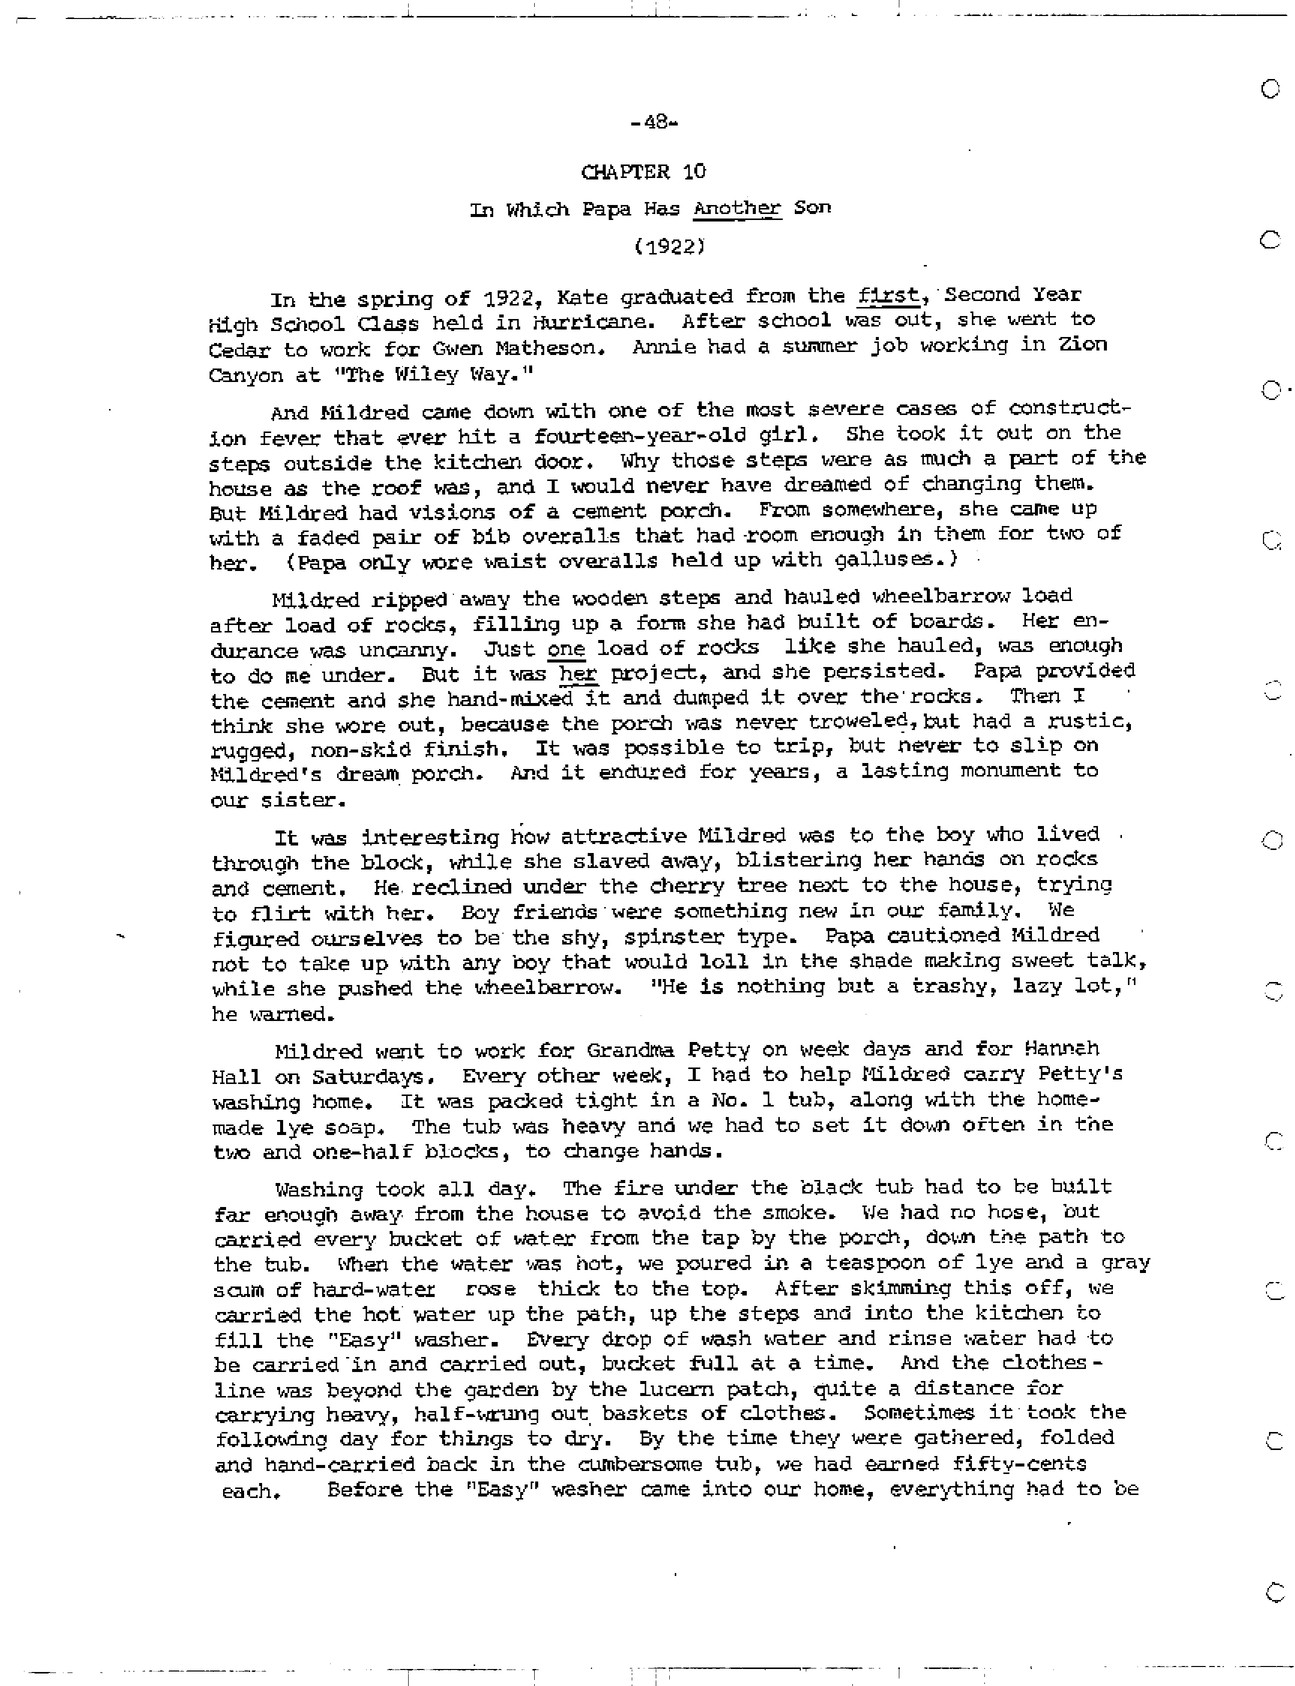 -48-
CHAPTER 10
In Which Papa Has Another Son
(1922)
In the spring of 1922, Kate graduated from the first, Second Year
High School Class held in Hurricane. After school was out, she went to
Cedar to work for Gwen Matheson. Annie had a summer job working in Zion
Canyon at "The Wiley Way."
And Mildred came down with one of the most severe cases of construct-
ion fever that ever hit a fourteen-year-old girl. She took it out on the
steps outside the kitchen door. Why those steps were as much a part of the
house as the roof was, and I would never have dreamed of changing them.
But Mildred had visions of a cement porch. From somewhere, she came up
with a faded pair of bib overalls that had room enough in them for two of
her. (Papa only wore waist overalls held up with galluses.)
Mildred ripped away the wooden steps and hauled wheelbarrow load
after load of rocks, filling up a form she had built of boards. Her en-
durance was uncanny. Just one load of rocks like she hauled, was enough
to do me under. But it was her project, and she persisted. Papa provided
the cement and she hand-mixed it and dumped it over the rocks. Then I
think she wore out, because the porch was never troweled, but had a rustic,
rugged, non-skid finish. It was possible to trip, but never to slip on
Mildred's dream porch. And it endured for years, a lasting monument to
our sister.
It was interesting how attractive Mildred was to the boy who lived
through the block, while she slaved away, blistering her hands on rocks
and cement. He reclined under the cherry tree next to the house, trying
to flirt with her. Boy friends were something new in our family. We
figured ourselves to be the shy, spinster type. Papa cautioned Mildred
not to take up with any boy that would loll in the shade making sweet talk,
while she pushed the wheelbarrow. "He is nothing but a trashy, lazy lot,"
he warned.
Mildred went to work for Grandma Petty on week days and for Hannah
Hall on Saturdays. Every other week, I had to help Mildred carry Petty's
washing home. It was packed tight in a No. 1 tub, along with the home-
made lye soap. The tub was heavy and we had to set it down often in the
two and one-half blocks, to change hands.
Washing took all day. The fire under the black tub had to be built
far enough away from the house to avoid the smoke. We had no hose, but
carried every bucket of water from the tap by the porch, down the path to
the tub. When the water was hot, we poured in a teaspoon of lye and a gray
scum of hard-water rose thick to the top. After skimming this off, we
carried the hot water up the path, up the steps and into the kitchen to
fill the "Easy" washer. Every drop of wash water and rinse water had to
be carried in and carried out, bucket full at a time. And the clothes-
line was beyond the garden by the lucern patch, quite a distance for
carrying heavy, half-wrung out baskets of clothes. Sometimes it took the
following day for things to dry. By the time they were gathered, folded
and hand-carried back in the cumbersome tub, we had earned fifty-cents
each. Before the "Easy" washer came into our home, everything had to be